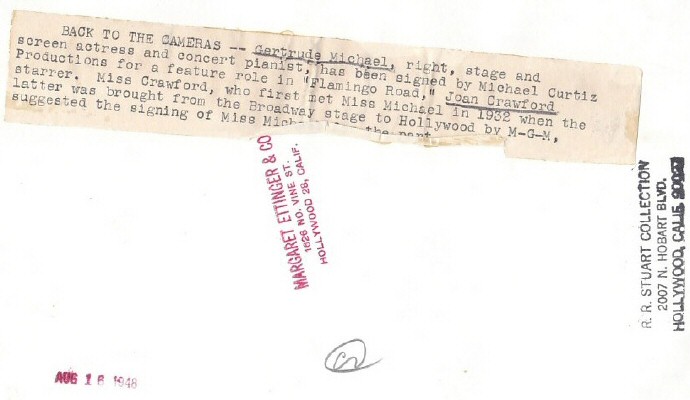 BACK TO THE CAMERAS -- Gertrude Michael, right, stage and
screen actress and concert pianist, has been signed by Michael Curtiz
Productions for a feature role in "Flamingo Road," Joan Crawford
starrer. Miss Crawford, who first met Miss Michael in 1932 when the
latter was brought from the Broadway stage to Hollywood by M-G-M,
suggested the signing of Miss the part
MARGARET ETTINGER & CO
1626 NO. VINE ST.
HOLLYWOOD 28, CALIF.
R. R. STUART COLLECTION
2007 N. HOBART BLVD.
HOLLYWOOD, CALIF. 90027
AUG 16 1948